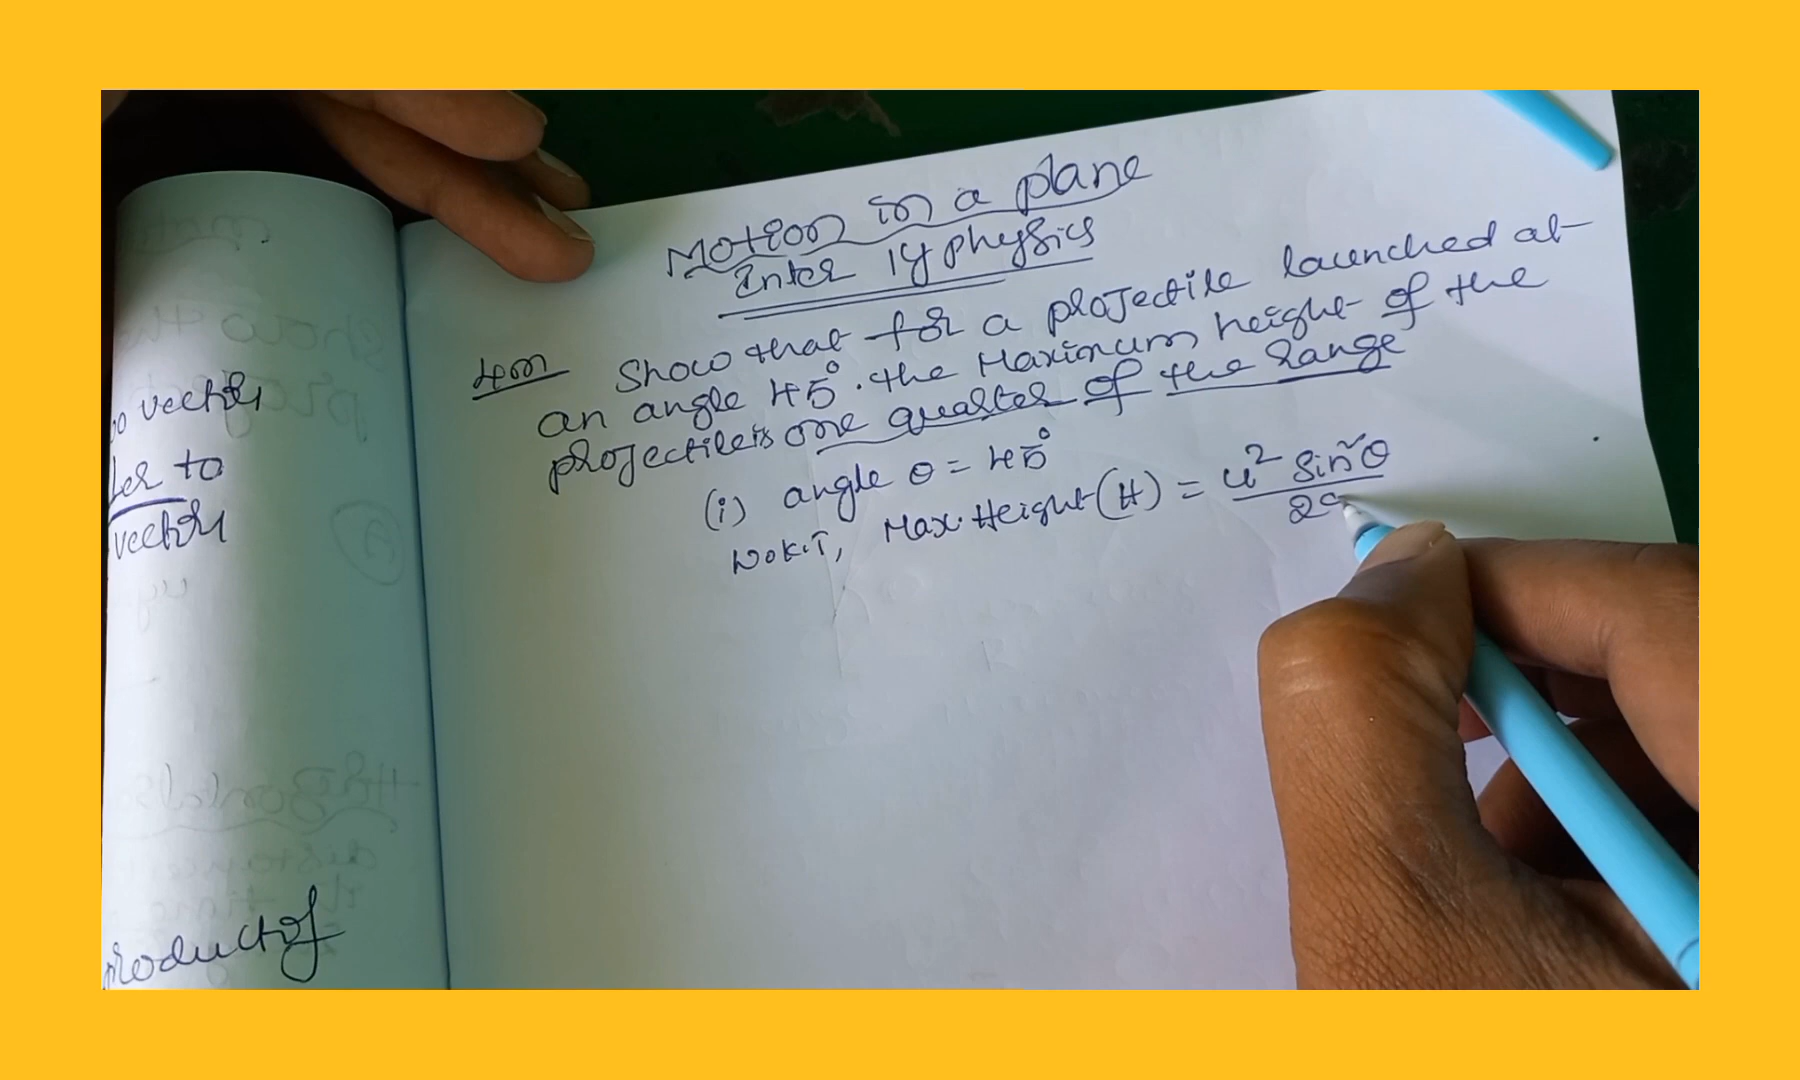 Motion in a plane
Inter 1y physics
4m Show that for a projectile launched at
an angle 45°. the Maximum height of the
projectile is one quarter of the range
(i) angle θ = 45°
W.O.K.T, Max. Height (H) = u² sin²θ
2g
vector
to
vector
Product of